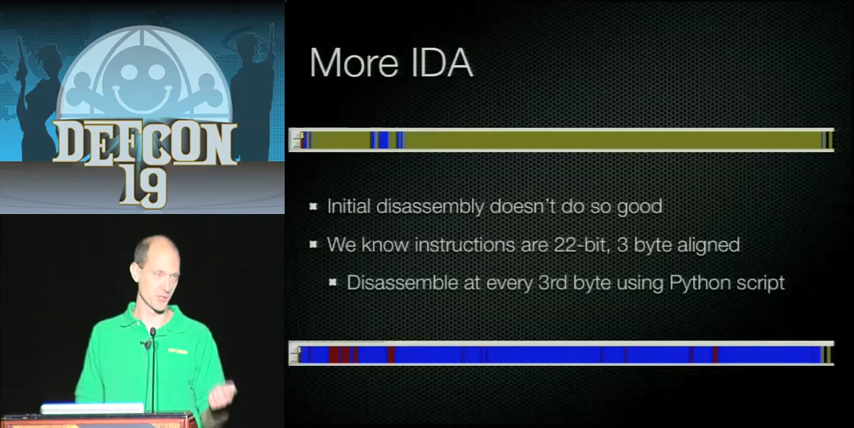 DEFCON
19
More IDA
Initial disassembly doesn't do so good
We know instructions are 22-bit, 3 byte aligned
Disassemble at every 3rd byte using Python script